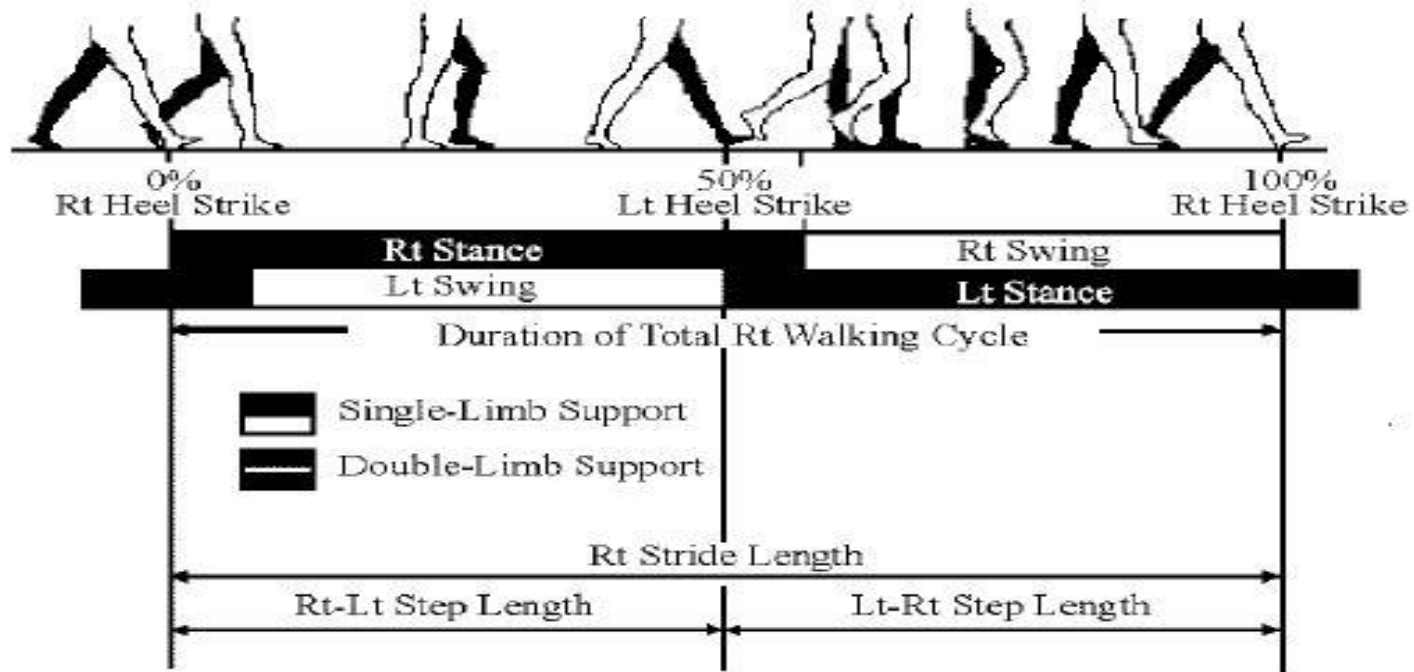 0% 50% 100%
Rt Heel Strike Lt Heel Strike Rt Heel Strike
Rt Stance Rt Swing
Lt Swing Lt Stance
Duration of Total Rt Walking Cycle
Single-Limb Support
Double-Limb Support
Rt Stride Length
Rt-Lt Step Length Lt-Rt Step Length